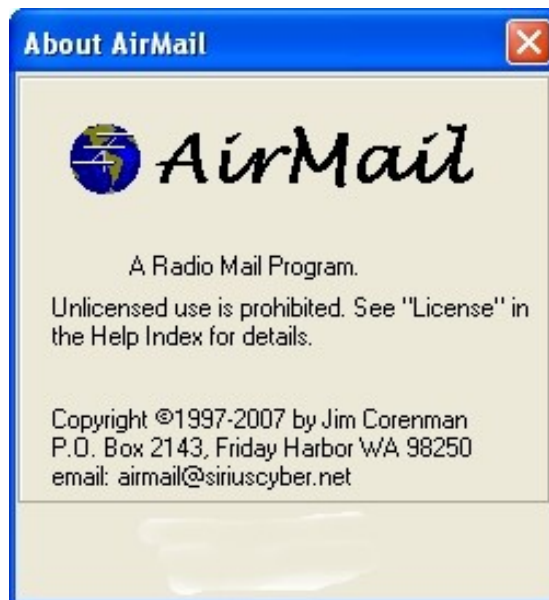 About AirMail
AirMail
A Radio Mail Program.
Unlicensed use is prohibited. See "License" in
the Help Index for details.
Copyright ©1997-2007 by Jim Corenman
P.O. Box 2143, Friday Harbor WA 98250
email: airmail@siriuscyber.net